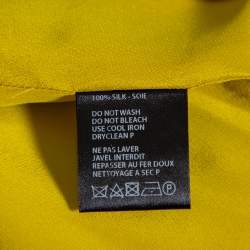 100% SILK - SOIE
DO NOT WASH
DO NOT BLEACH
USE COOL IRON
DRYCLEAN P
NE PAS LAVER
JAVEL INTERDIT
REPASSER AU FER DOUX
NETTOYAGE A SEC P